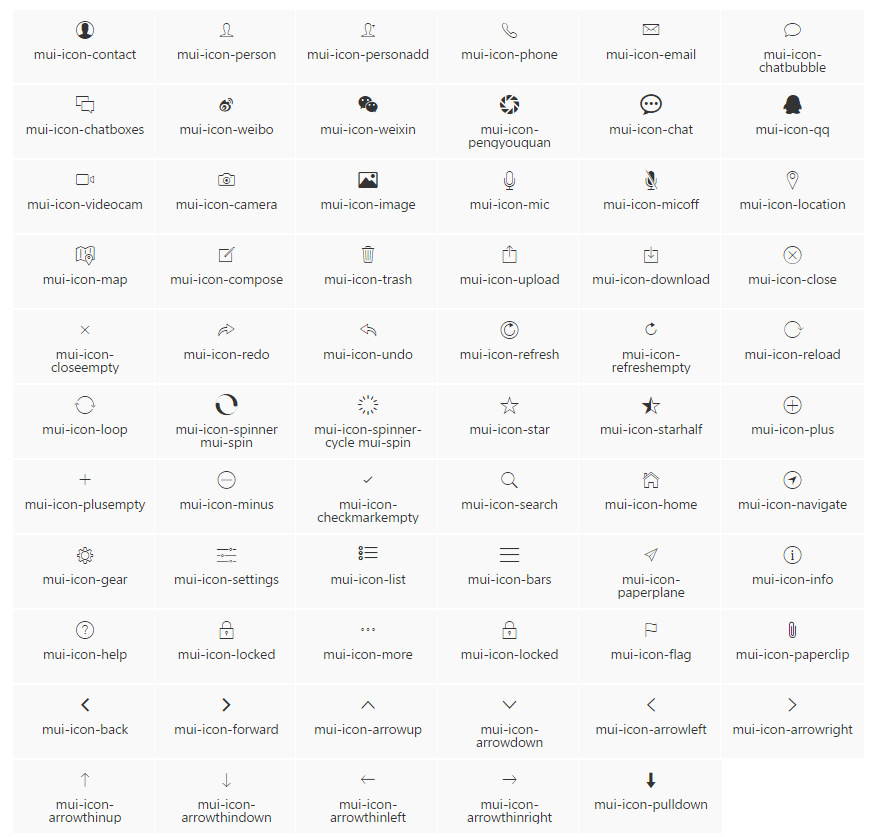 mui-icon-contact
mui-icon-person
mui-icon-personadd
mui-icon-phone
mui-icon-email
mui-icon-
chatbubble
mui-icon-chatboxes
mui-icon-weibo
mui-icon-weixin
mui-icon-
pengyouquan
mui-icon-chat
mui-icon-qq
mui-icon-videocam
mui-icon-camera
mui-icon-image
mui-icon-mic
mui-icon-micoff
mui-icon-location
mui-icon-map
mui-icon-compose
mui-icon-trash
mui-icon-upload
mui-icon-download
mui-icon-close
mui-icon-
closeempty
mui-icon-redo
mui-icon-undo
mui-icon-refresh
mui-icon-
refreshempty
mui-icon-reload
mui-icon-loop
mui-icon-spinner
mui-spin
mui-icon-spinner-
cycle mui-spin
mui-icon-star
mui-icon-starhalf
mui-icon-plus
mui-icon-plusempty
mui-icon-minus
mui-icon-
checkmarkempty
mui-icon-search
mui-icon-home
mui-icon-navigate
mui-icon-gear
mui-icon-settings
mui-icon-list
mui-icon-bars
mui-icon-
paperplane
mui-icon-info
mui-icon-help
mui-icon-locked
mui-icon-more
mui-icon-locked
mui-icon-flag
mui-icon-paperclip
mui-icon-back
mui-icon-forward
mui-icon-arrowup
mui-icon-
arrowdown
mui-icon-arrowleft
mui-icon-arrowright
mui-icon-
arrowthinup
mui-icon-
arrowthindown
mui-icon-
arrowthinleft
mui-icon-
arrowthinright
mui-icon-pulldown